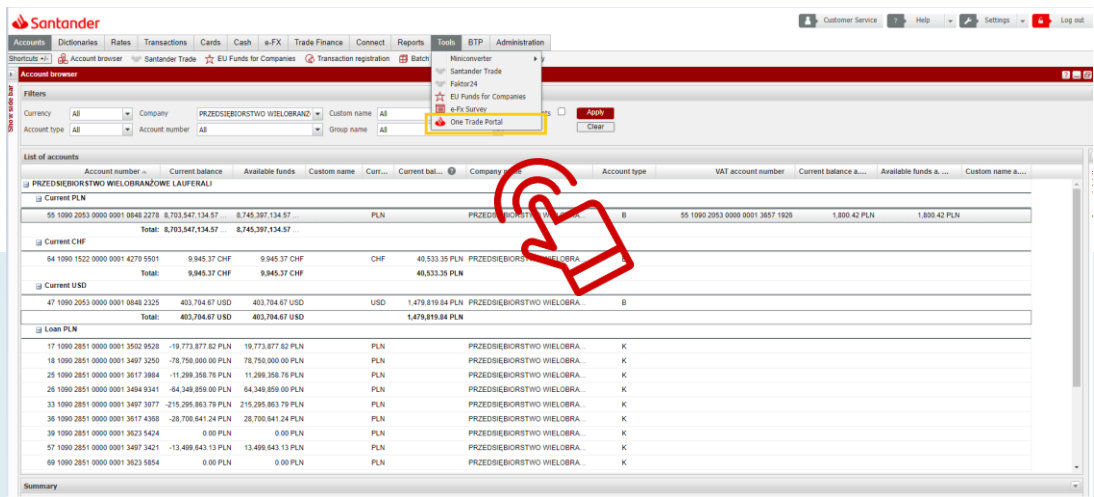 Santander
Customer Service ? Help Settings Log out
Accounts Dictionaries Rates Transactions Cards Cash e-FX Trade Finance Connect Reports Tools BTP Administration
Shortcuts +/- Account browser Santander Trade EU Funds for Companies Transaction registration Batch
Miniconverter
Santander Trade
Faktor24
EU Funds for Companies
e-Fx Survey
One Trade Portal
Account browser
Show side bar
Filters
Currency All Company PRZEDSIĘBIORSTWO WIELOBRANŻ Custom name All Apply
Account type All Account number All Group name All Clear
List of accounts
Account number Current balance Available funds Custom name Curr... Current bal... Company Account type VAT account number Current balance a.... Available funds a. ... Custom name a....
PRZEDSIĘBIORSTWO WIELOBRANŻOWE LAUFERALI
Current PLN
55 1090 2053 0000 0001 0848 2278 8,703,547,134.57 ... 8,745,397,134.57 ... PLN PRZEDSIĘBIORSTWO B 55 1090 2053 0000 0001 3657 1926 1,800.42 PLN 1,800.42 PLN
Total: 8,703,547,134.57 ... 8,745,397,134.57 ...
Current CHF
64 1090 1522 0000 0001 4270 5501 9,945.37 CHF 9,945.37 CHF CHF 40,533.35 PLN PRZEDSIĘBIORSTWO WIELOBRA...
Total: 9,945.37 CHF 9,945.37 CHF 40,533.35 PLN
Current USD
47 1090 2053 0000 0001 0848 2325 403,704.67 USD 403,704.67 USD USD 1,479,819.84 PLN PRZEDSIĘBIORSTWO WIELOBRA... B
Total: 403,704.67 USD 403,704.67 USD 1,479,819.84 PLN
Loan PLN
17 1090 2851 0000 0001 3502 9528 -19,773,877.82 PLN 19,773,877.82 PLN PLN PRZEDSIĘBIORSTWO WIELOBRA... K
18 1090 2851 0000 0001 3497 3250 -78,750,000.00 PLN 78,750,000.00 PLN PLN PRZEDSIĘBIORSTWO WIELOBRA... K
25 1090 2851 0000 0001 3617 3984 -11,299,358.76 PLN 11,299,358.76 PLN PLN PRZEDSIĘBIORSTWO WIELOBRA... K
26 1090 2851 0000 0001 3494 9341 -64,349,859.00 PLN 64,349,859.00 PLN PLN PRZEDSIĘBIORSTWO WIELOBRA... K
33 1090 2851 0000 0001 3497 3077 -215,295,863.79 PLN 215,295,863.79 PLN PLN PRZEDSIĘBIORSTWO WIELOBRA... K
36 1090 2851 0000 0001 3617 4368 -28,700,641.24 PLN 28,700,641.24 PLN PLN PRZEDSIĘBIORSTWO WIELOBRA... K
39 1090 2851 0000 0001 3623 5424 0.00 PLN 0.00 PLN PLN PRZEDSIĘBIORSTWO WIELOBRA... K
57 1090 2851 0000 0001 3497 3421 -13,499,643.13 PLN 13,499,643.13 PLN PLN PRZEDSIĘBIORSTWO WIELOBRA... K
69 1090 2851 0000 0001 3623 5654 0.00 PLN 0.00 PLN PLN PRZEDSIĘBIORSTWO WIELOBRA... K
Summary